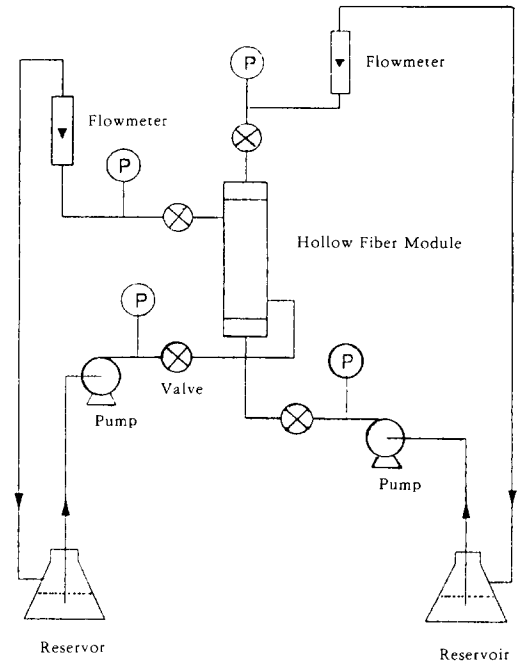 P
Flowmeter
Flowmeter
P
Hollow Fiber Module
P
P
Valve
Pump
Pump
Reservor
Reservoir